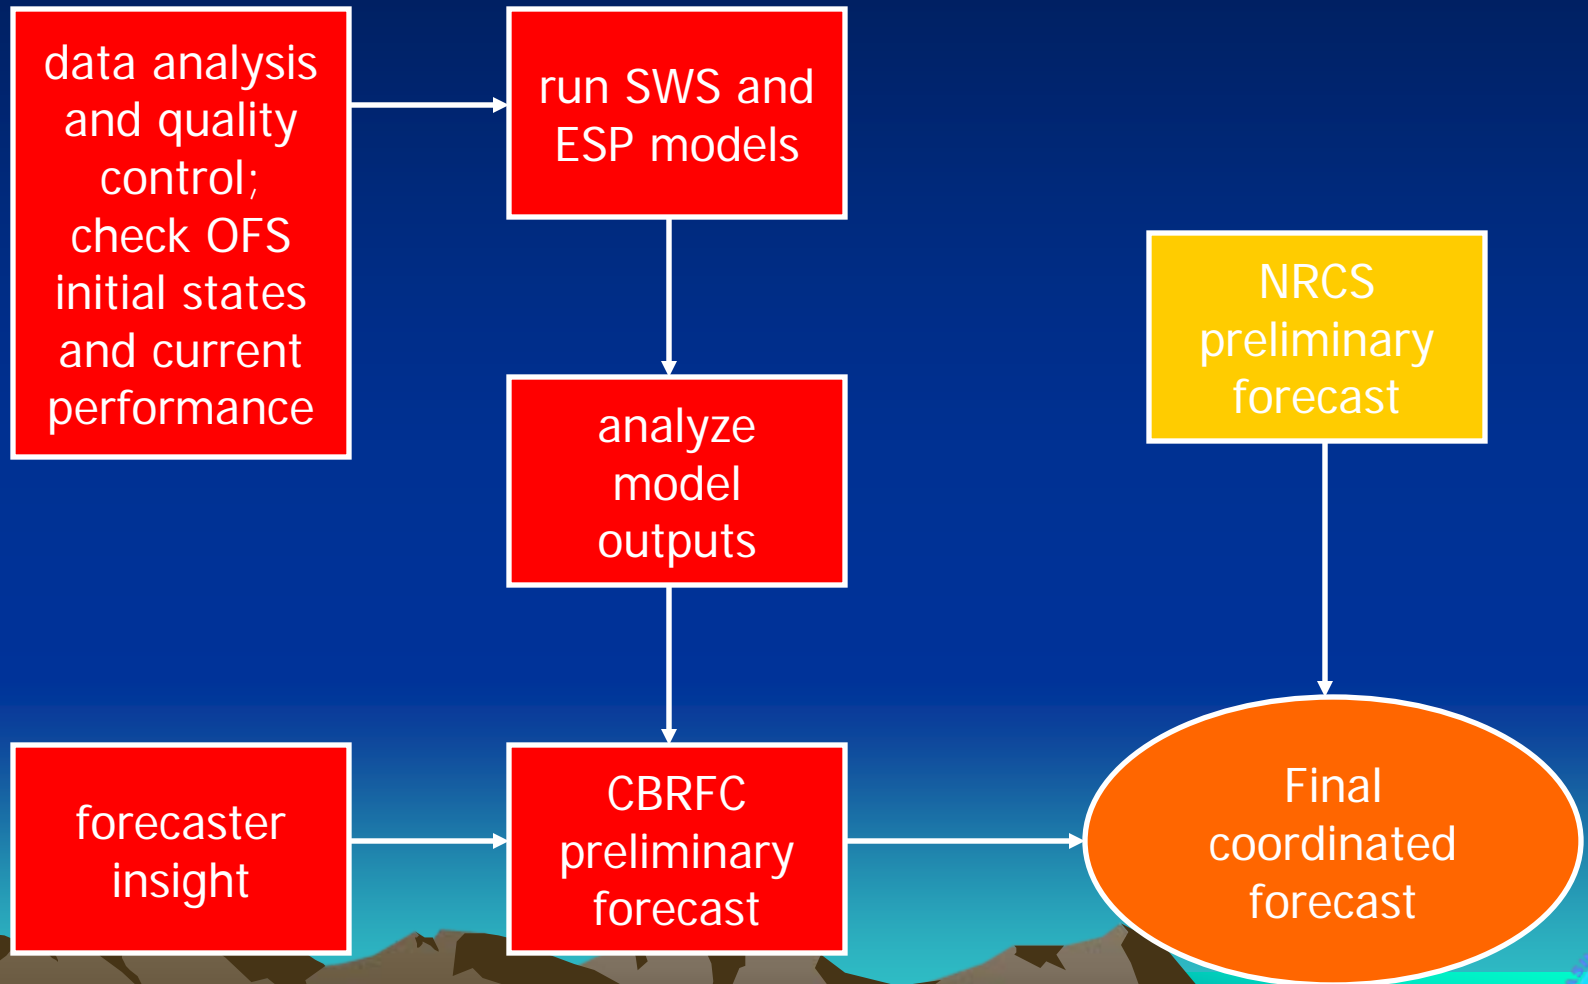 data analysis
and quality
control;
check OFS
initial states
and current
performance
run SWS and
ESP models
NRCS
preliminary
forecast
analyze
model
outputs
forecaster
insight
CBRFC
preliminary
forecast
Final
coordinated
forecast